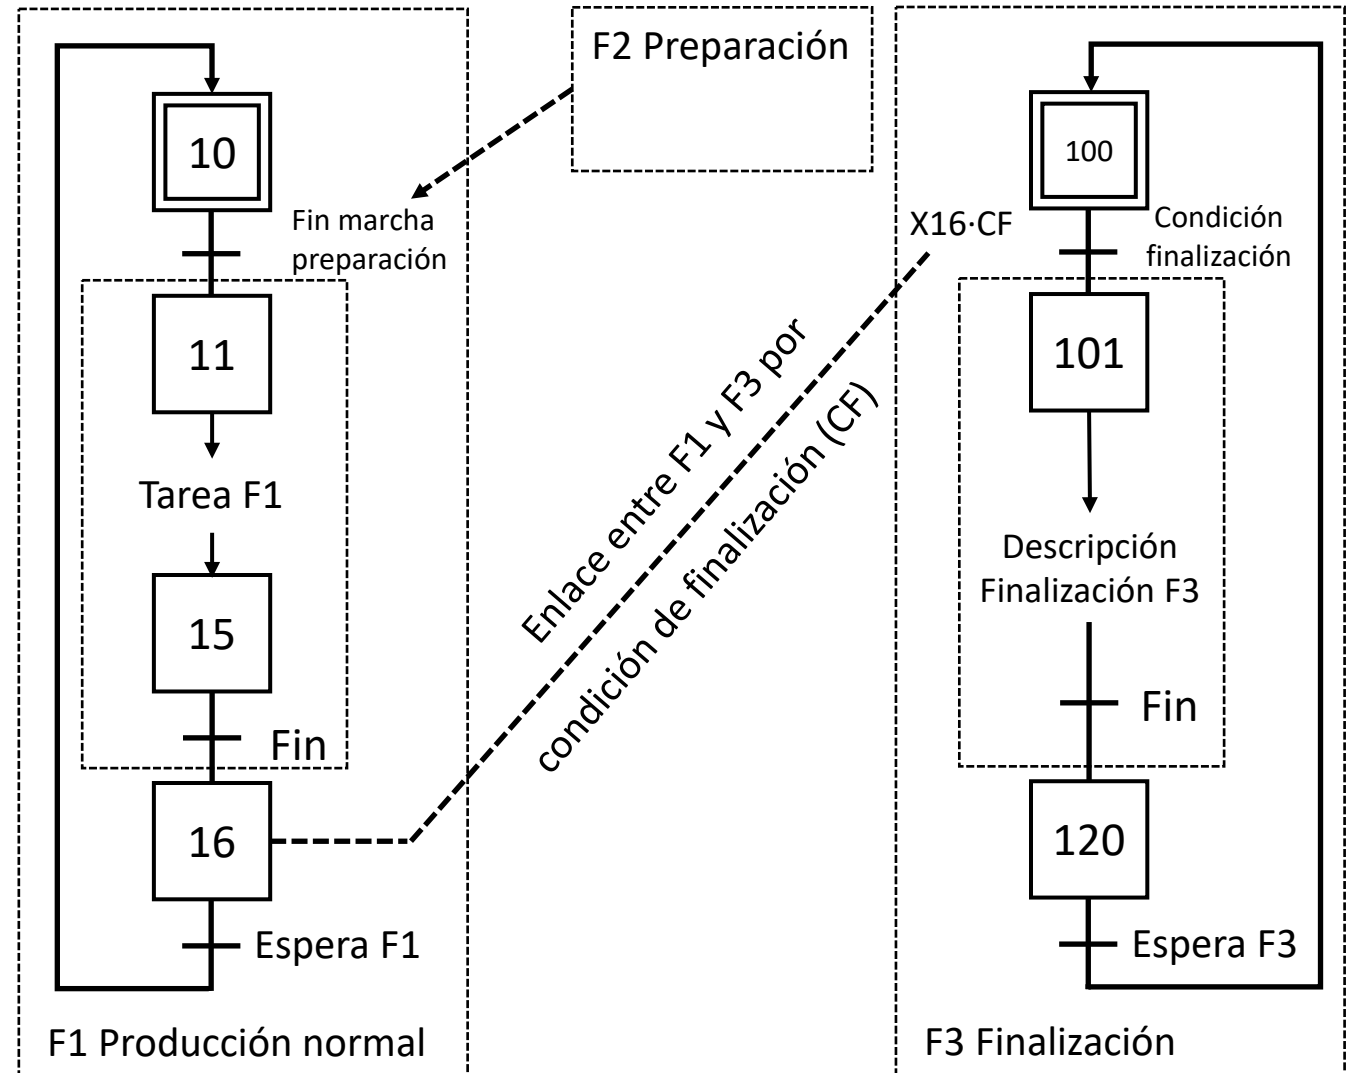 10
Fin marcha
preparación
11
Tarea F1
15
Fin
16
Espera F1
F1 Producción normal
F2 Preparación
Enlace entre F1 y F3 por
condición de finalización (CF)
X16·CF
100
Condición
finalización
101
Descripción
Finalización F3
Fin
120
Espera F3
F3 Finalización